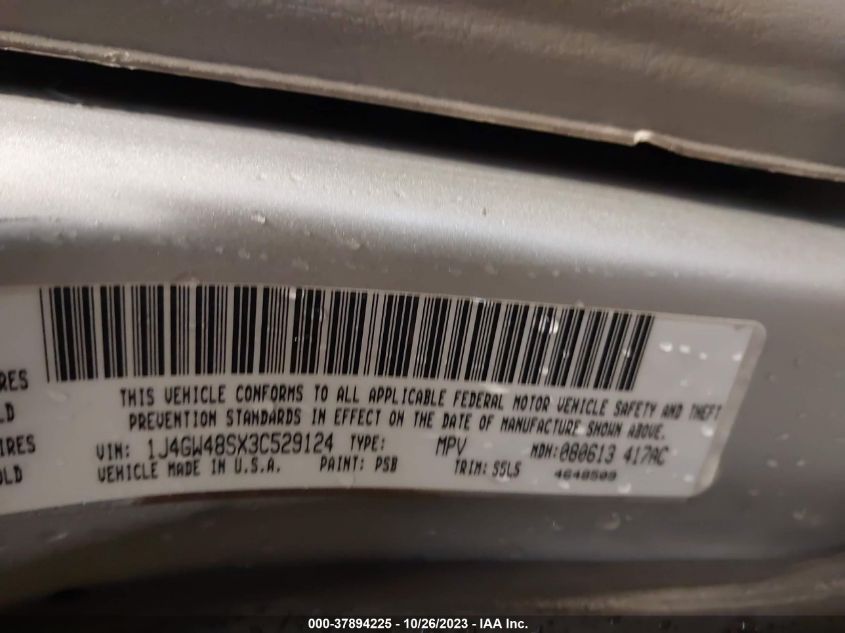 RES
LD
IRES
OLD
THIS VEHICLE CONFORMS TO ALL APPLICABLE FEDERAL MOTOR VEHICLE SAFETY AND THEFT
PREVENTION STANDARDS IN EFFECT ON THE DATE OF MANUFACTURE SHOWN ABOVE.
VIN: 1J4GW48SX3C529124 TYPE: MPV MDH: 080613 417AC
VEHICLE MADE IN U.S.A. PAINT: PSB TRIM: S5LS 4648509
000-37894225 - 10/26/2023 - IAA Inc.